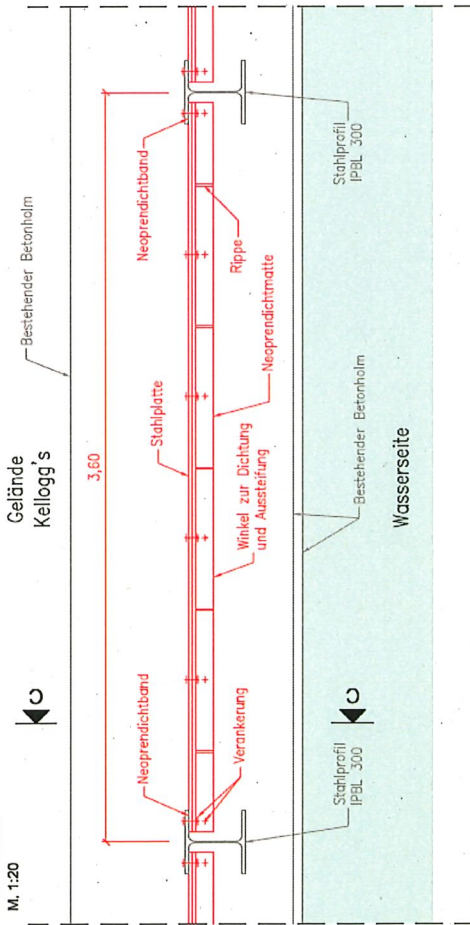 M. 1:20
Gelände
Kellogg's
Bestehender Betonholm
3,60
Neoprendichtband
Stahlplatte
Neoprendichtband
Verankerung
Winkel zur Dichtung
und Aussteifung
Neoprendichtmatte
Rippe
Stahlprofil
IPBL 300
Stahlprofil
IPBL 300
Bestehender Betonholm
Wasserseite
C
C